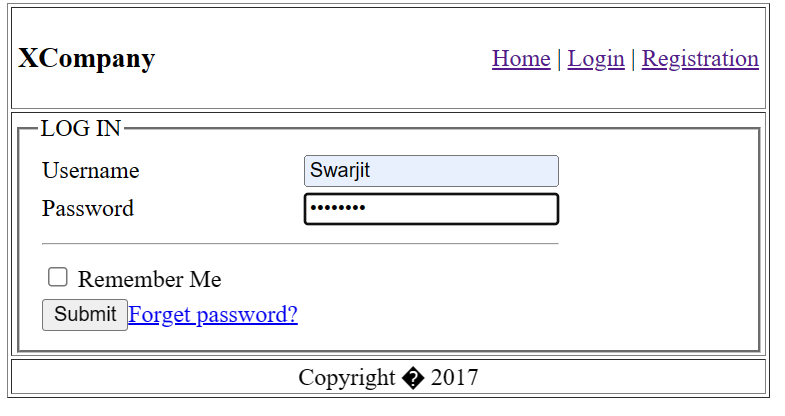 XCompany Home | Login | Registration
LOG IN
Username Swarjit
Password ••••••••
Remember Me
Submit Forget password?
Copyright � 2017